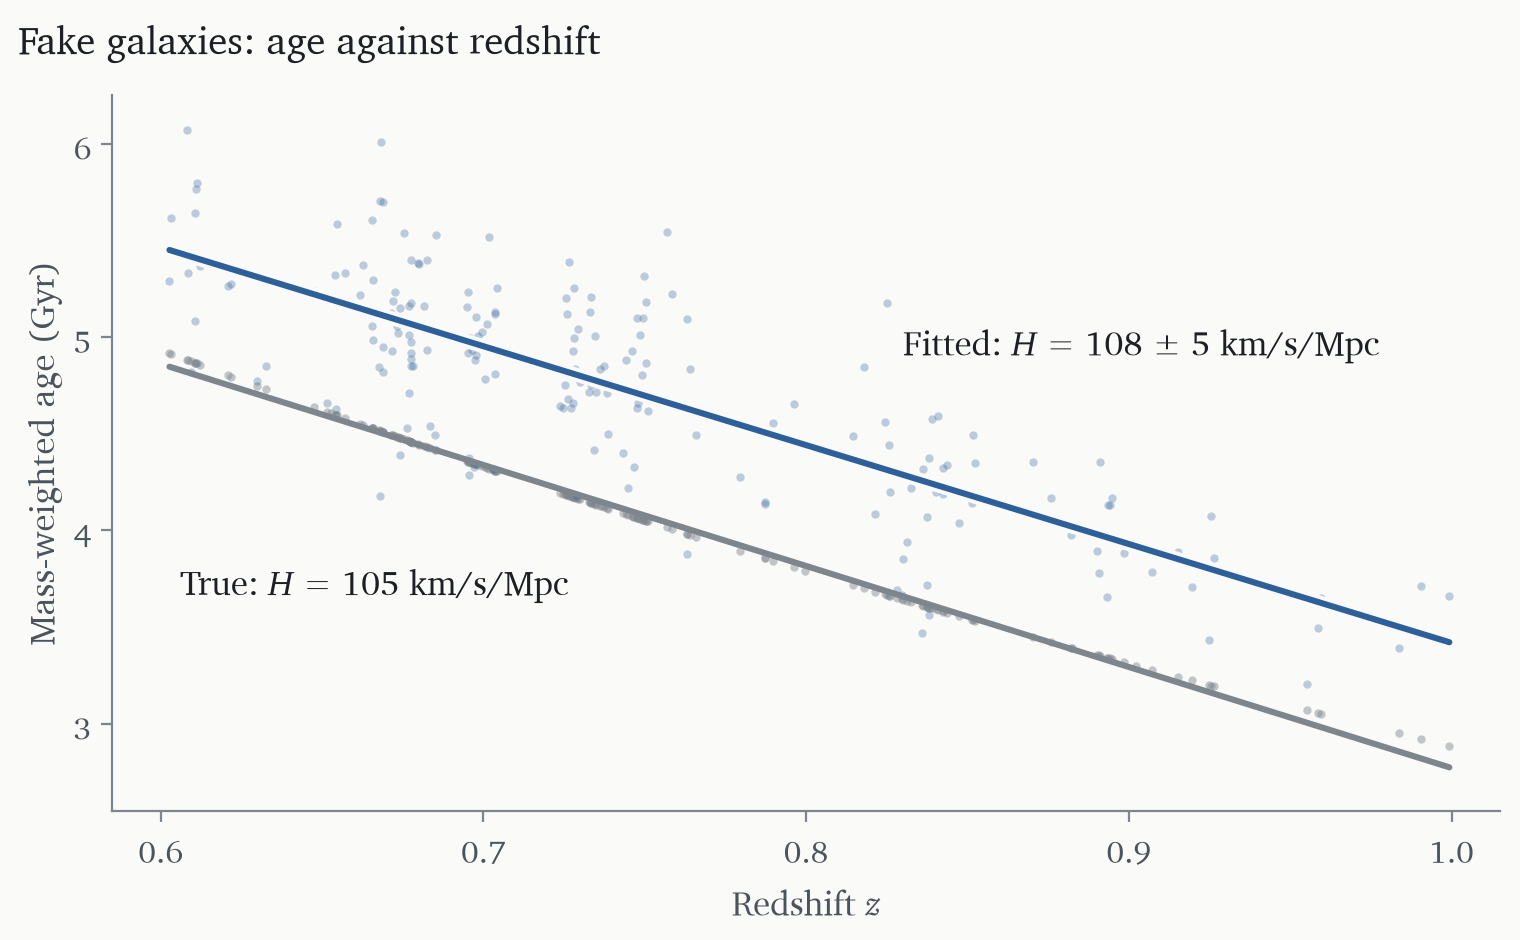 Fake galaxies: age against redshift
6
5
4
3
Mass-weighted age (Gyr)
Fitted: H = 108 ± 5 km/s/Mpc
True: H = 105 km/s/Mpc
0.6 0.7 0.8 0.9 1.0
Redshift z